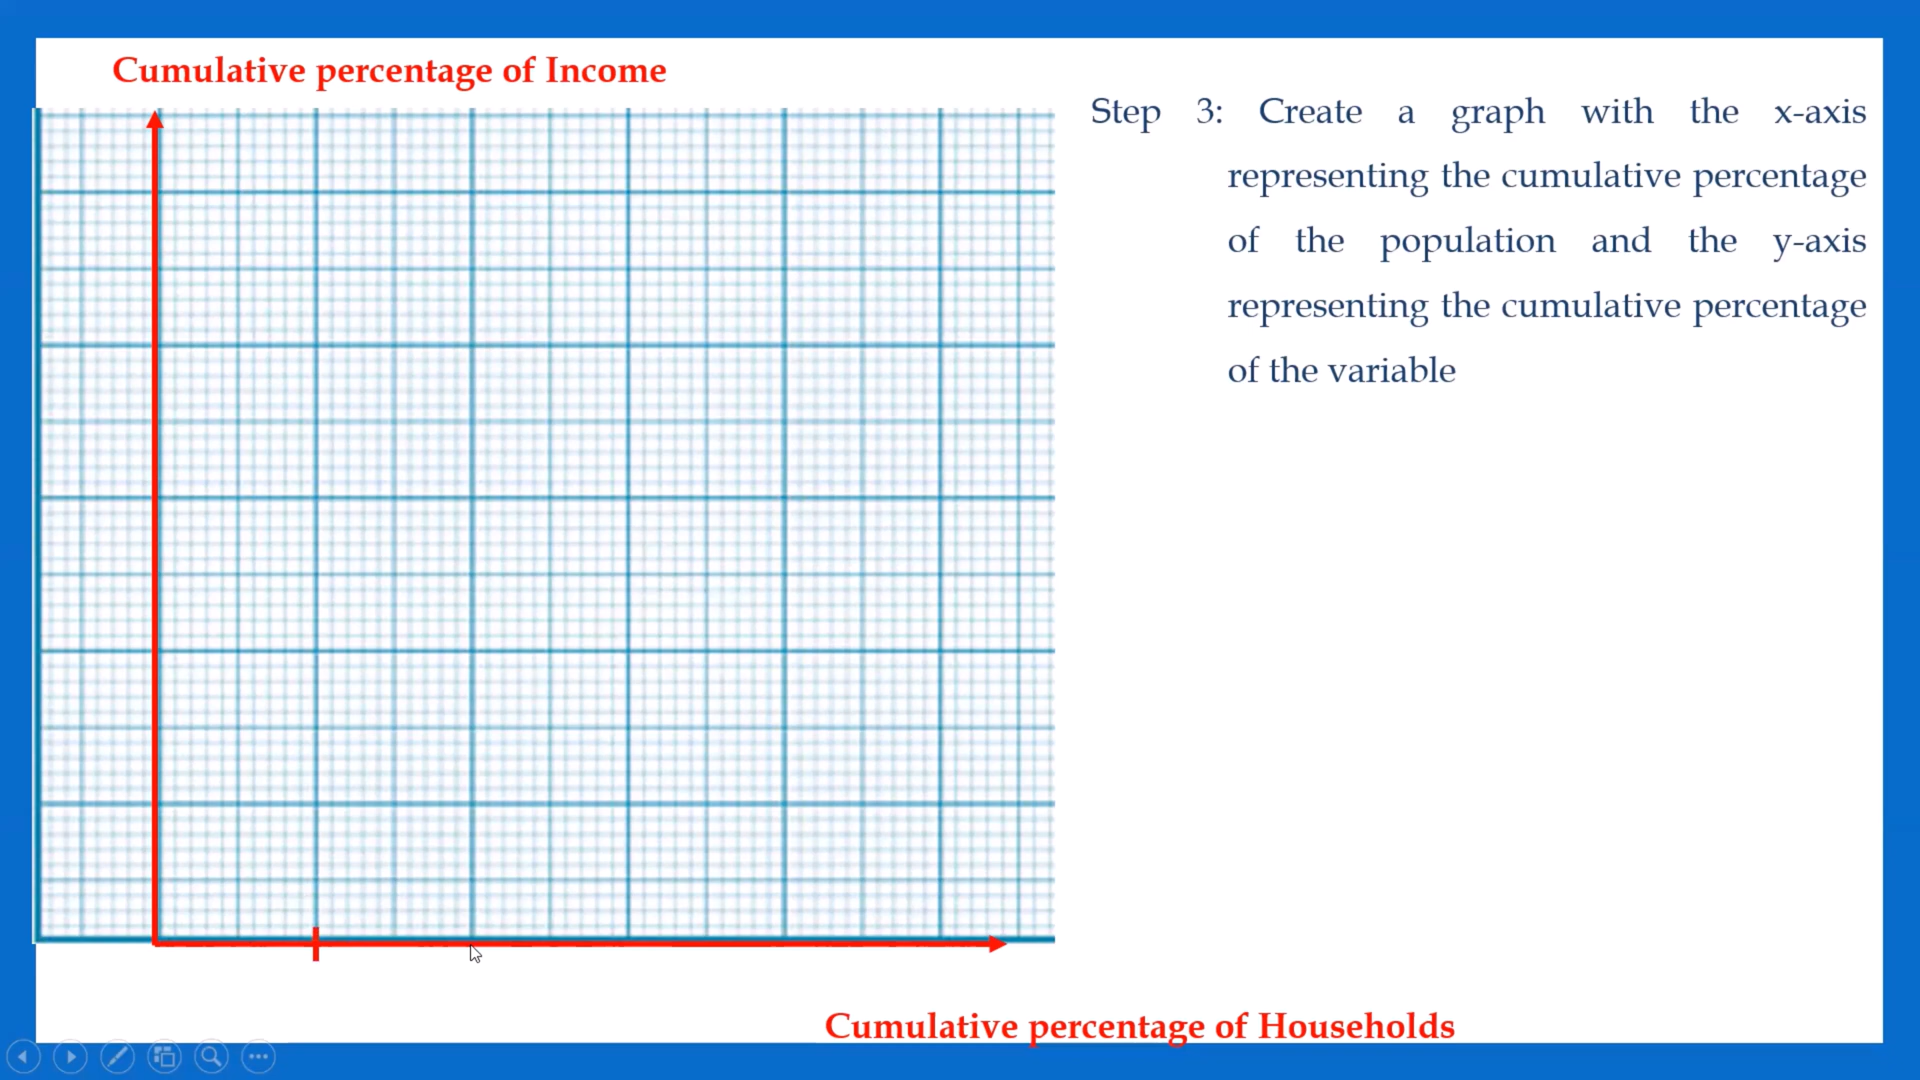 Cumulative percentage of Income
Step 3: Create a graph with the x-axis
representing the cumulative percentage
of the population and the y-axis
representing the cumulative percentage
of the variable
Cumulative percentage of Households